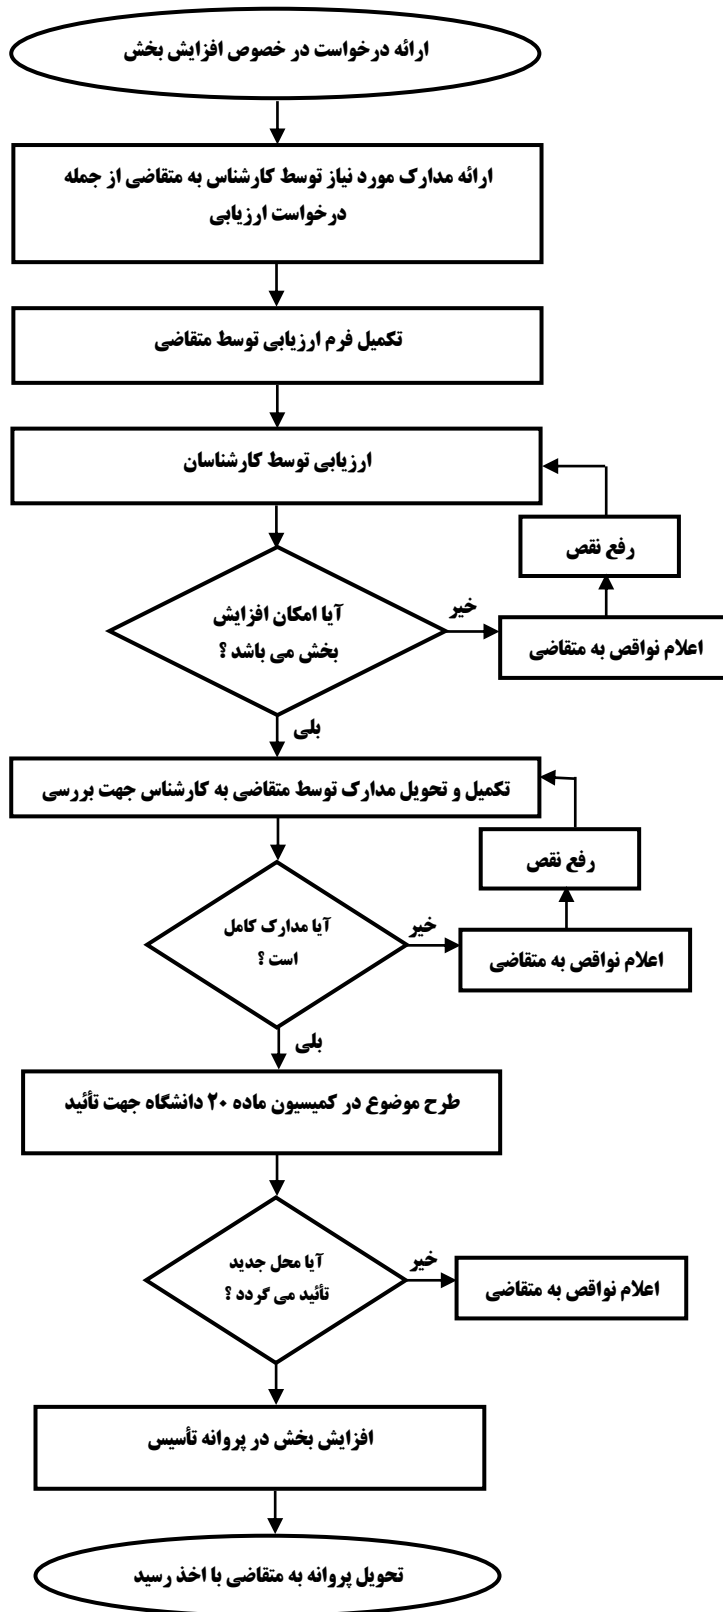 ارائه درخواست در خصوص افزایش بخش
ارائه مدارک مورد نیاز توسط کارشناس به متقاضی از جمله
درخواست ارزیابی
تکمیل فرم ارزیابی توسط متقاضی
ارزیابی توسط کارشناسان
رفع نقص
آیا امکان افزایش
بخش می باشد ؟
خیر
اعلام نواقص به متقاضی
بلی
تکمیل و تحویل مدارک توسط متقاضی به کارشناس جهت بررسی
رفع نقص
آیا مدارک کامل
است ؟
خیر
اعلام نواقص به متقاضی
بلی
طرح موضوع در کمیسیون ماده ۲۰ دانشگاه جهت تأئید
آیا محل جدید
تأئید می گردد ؟
خیر
اعلام نواقص به متقاضی
افزایش بخش در پروانه تأسیس
تحویل پروانه به متقاضی با اخذ رسید